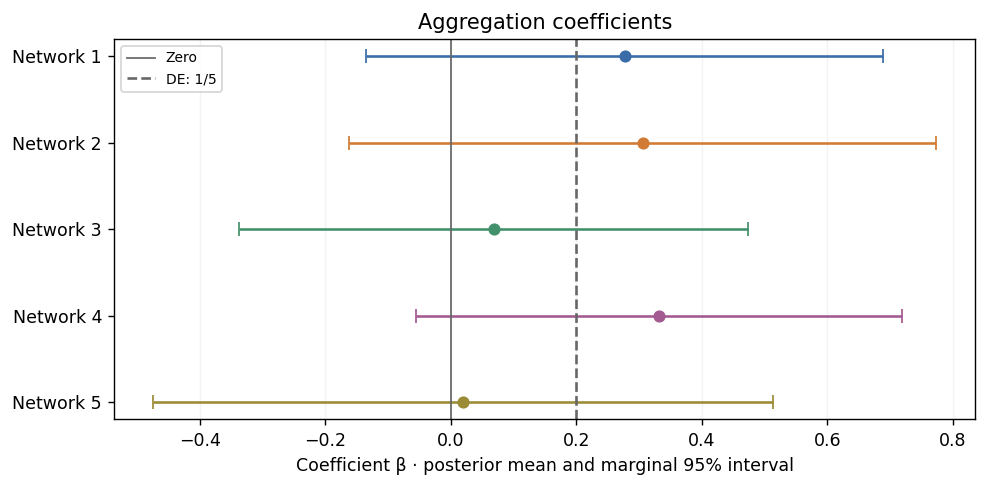 Aggregation coefficients
Zero
DE: 1/5
Network 1
Network 2
Network 3
Network 4
Network 5
−0.4 −0.2 0.0 0.2 0.4 0.6 0.8
Coefficient β · posterior mean and marginal 95% interval